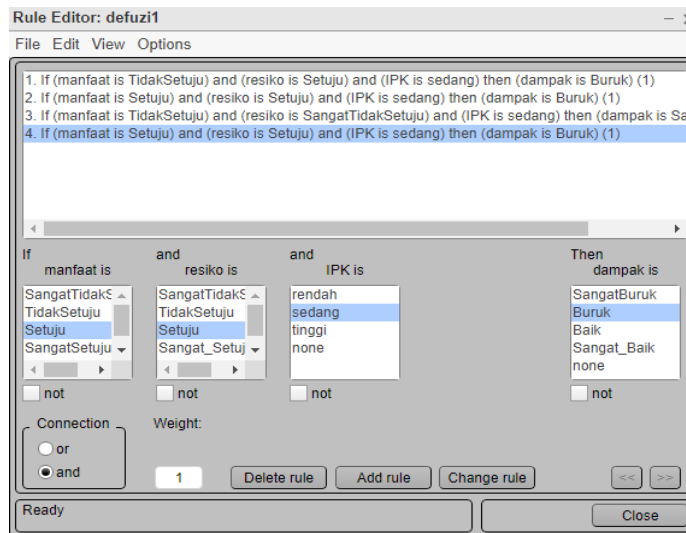 Rule Editor: defuzi1
File Edit View Options
1. If (manfaat is TidakSetuju) and (resiko is Setuju) and (IPK is sedang) then (dampak is Buruk) (1)
2. If (manfaat is Setuju) and (resiko is Setuju) and (IPK is sedang) then (dampak is Buruk) (1)
3. If (manfaat is TidakSetuju) and (resiko is SangatTidakSetuju) and (IPK is sedang) then (dampak is Sa
4. If (manfaat is Setuju) and (resiko is Setuju) and (IPK is sedang) then (dampak is Buruk) (1)
If and and Then
manfaat is resiko is IPK is dampak is
SangatTidakS SangatTidakS rendah SangatBuruk
TidakSetuju TidakSetuju sedang Buruk
Setuju Setuju tinggi Baik
SangatSetuju Sangat_Setuj none Sangat_Baik
none
not not not not
Connection Weight:
or
and 1 Delete rule Add rule Change rule << >>
Ready Close